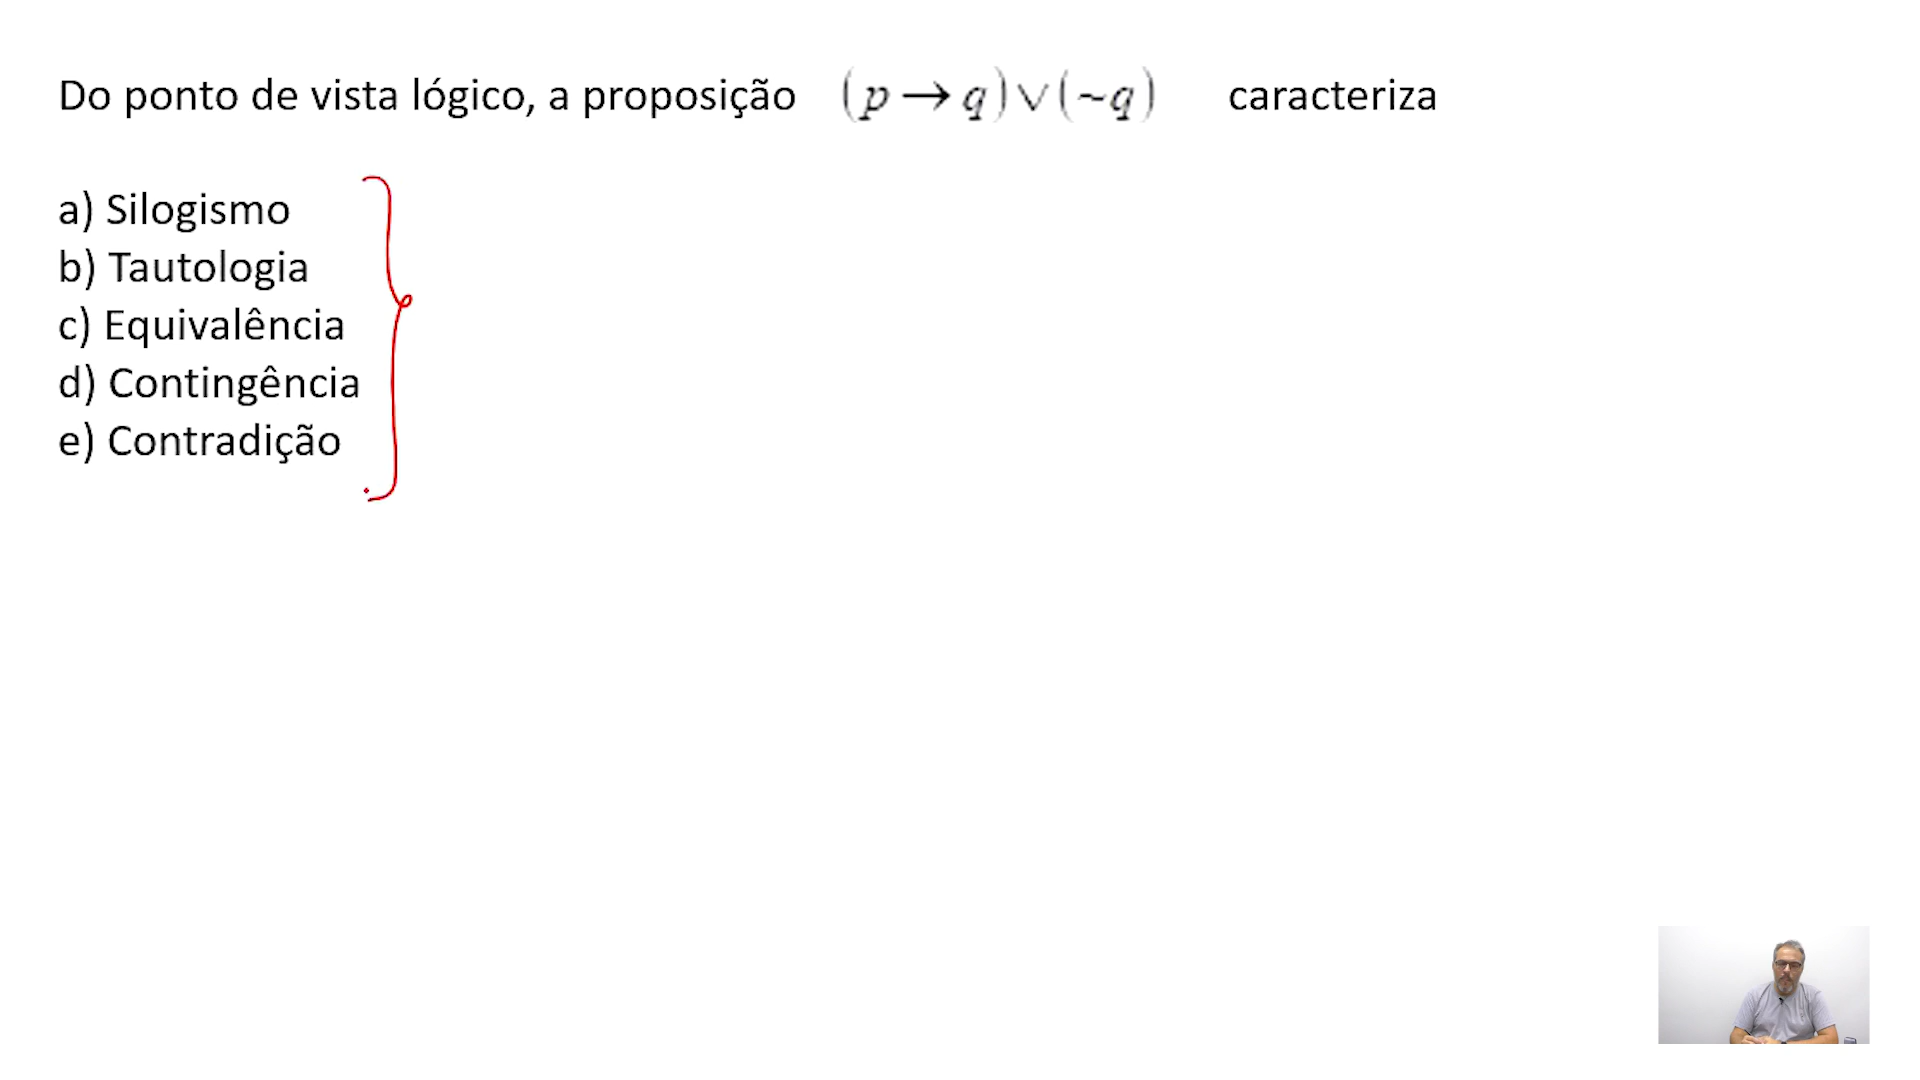 Do ponto de vista lógico, a proposição (p → q) ∨ (~q) caracteriza
a) Silogismo
b) Tautologia
c) Equivalência
d) Contingência
e) Contradição